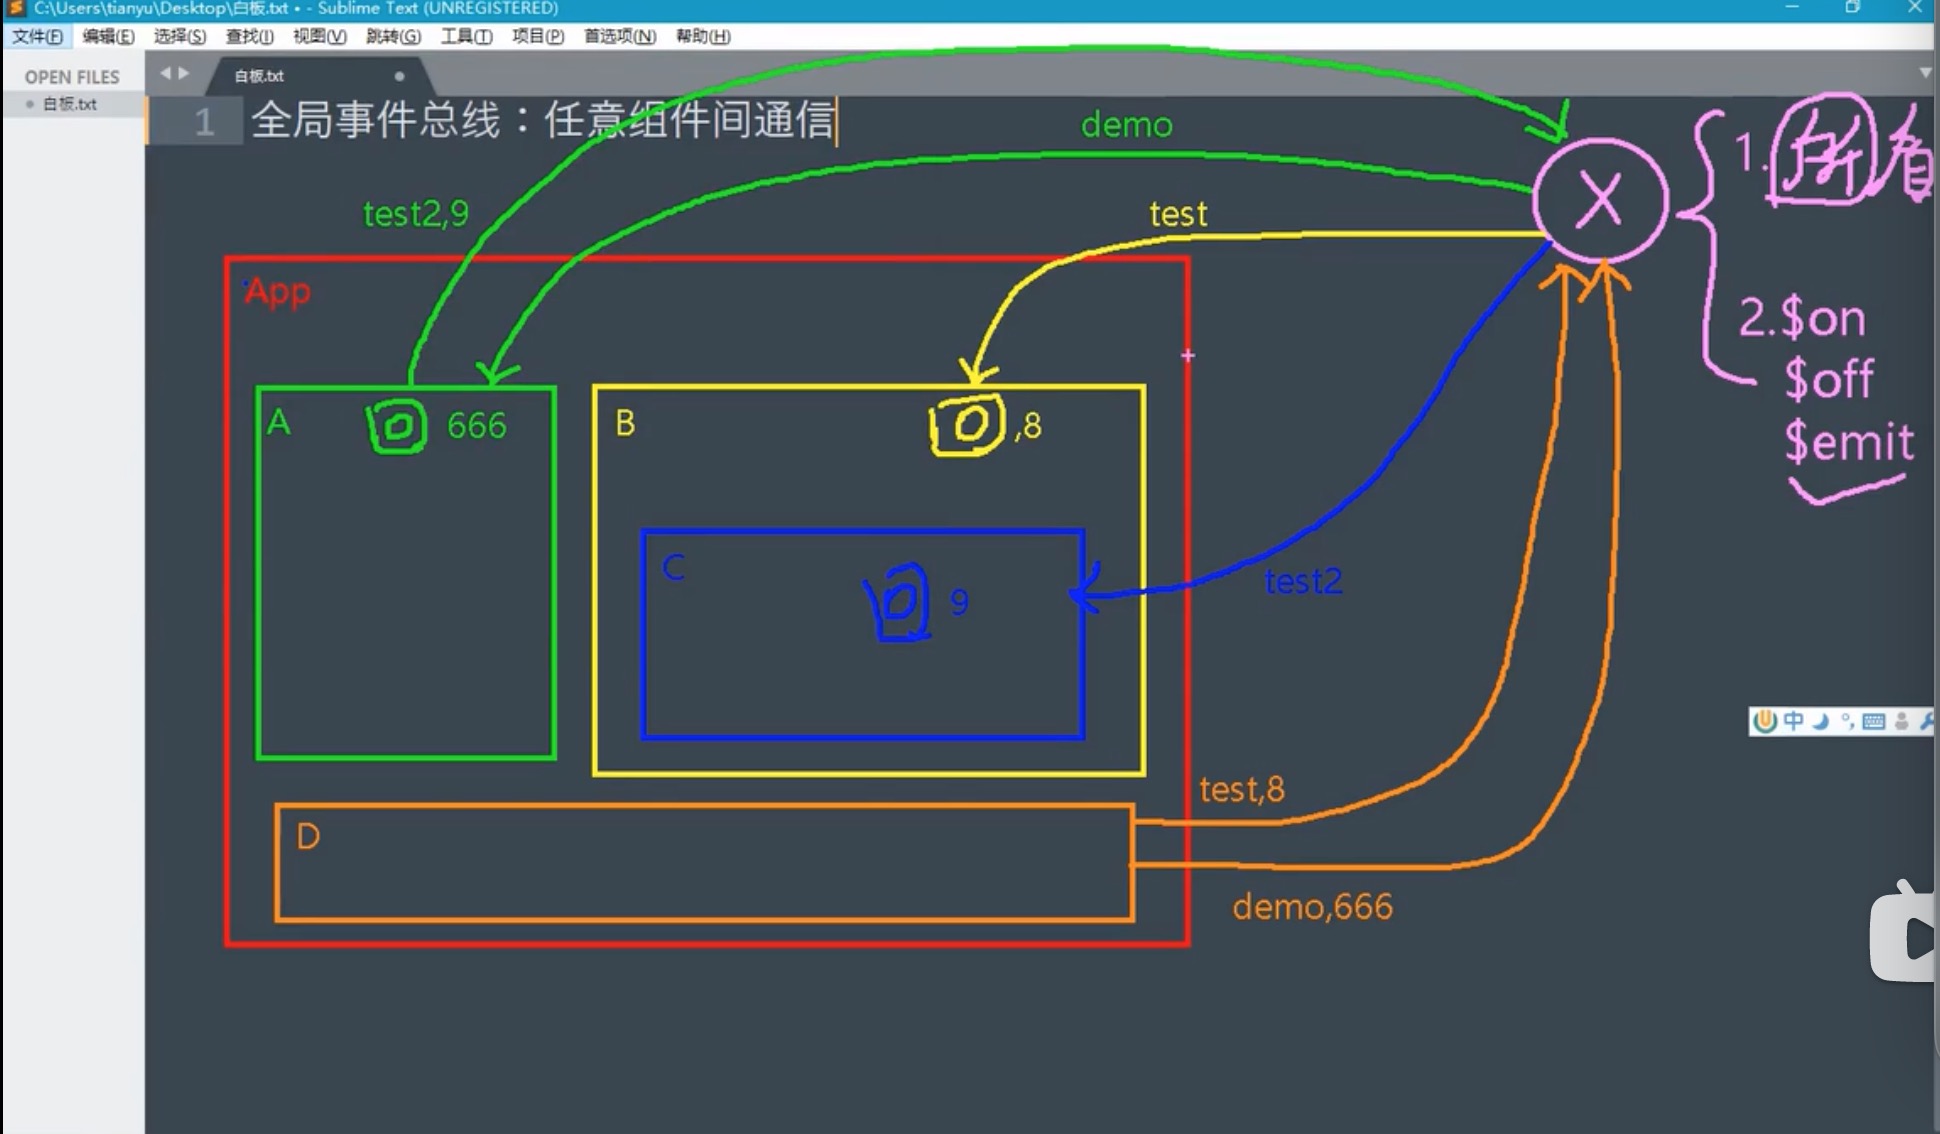 C:\Users\tianyu\Desktop\白板.txt • - Sublime Text (UNREGISTERED)
文件(F) 编辑(E) 选择(S) 查找(I) 视图(V) 跳转(G) 工具(T) 项目(P) 首选项(N) 帮助(H)
OPEN FILES
白板.txt
白板.txt
1 全局事件总线：任意组件间通信
demo
test2,9
test
X
1.所有
2.$on
$off
$emit
App
A 666
B ,8
C 9
test2
test,8
D
demo,666
中